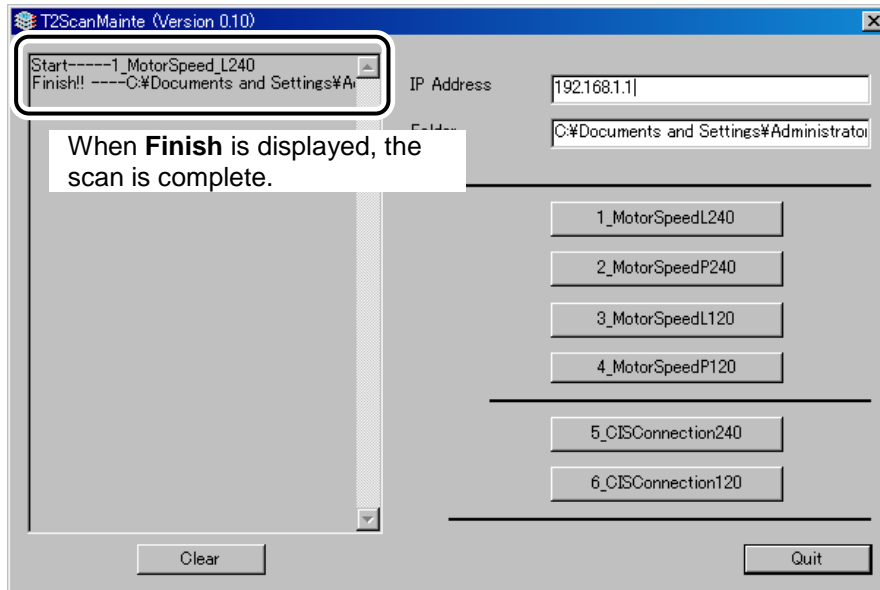 T2ScanMainte (Version 0.10)
Start-----1_MotorSpeed_L240
Finish!! ----C:¥Documents and Settings¥A
IP Address
192.168.1.1
C:¥Documents and Settings¥Administrator
When Finish is displayed, the
scan is complete.
1_MotorSpeedL240
2_MotorSpeedP240
3_MotorSpeedL120
4_MotorSpeedP120
5_CISConnection240
6_CISConnection120
Clear
Quit